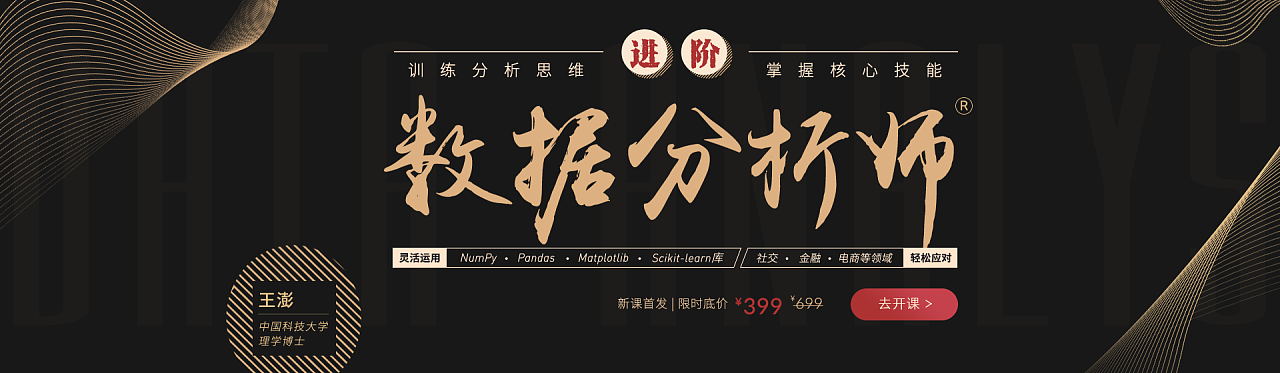 进阶
训练分析思维 掌握核心技能
数据分析师®
灵活运用 NumPy • Pandas • Matplotlib • Scikit-learn库 社交 • 金融 • 电商等领域 轻松应对
新课首发 | 限时底价 ¥399 ¥699 去开课 >
王澎
中国科技大学
理学博士